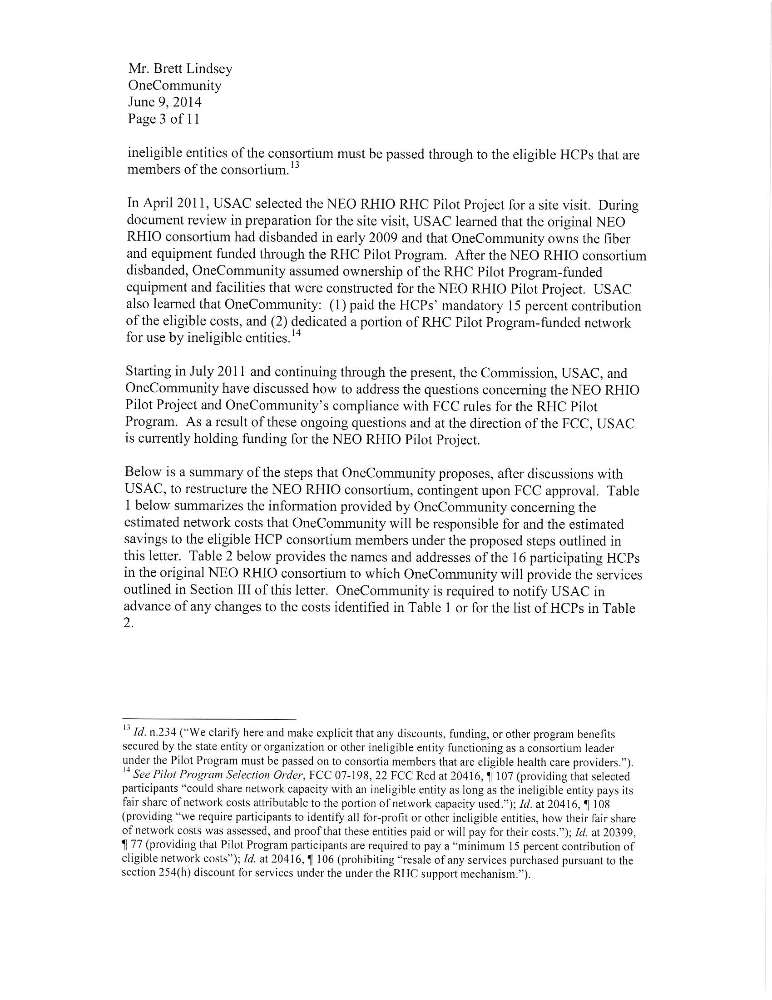 Mr. Brett Lindsey
OneCommunity
June 9, 2014
Page 3 of 11
ineligible entities of the consortium must be passed through to the eligible HCPs that are
members of the consortium.13
In April 2011, USAC selected the NEO RHIO RHC Pilot Project for a site visit. During
document review in preparation for the site visit, USAC learned that the original NEO
RHIO consortium had disbanded in early 2009 and that OneCommunity owns the fiber
and equipment funded through the RHC Pilot Program. After the NEO RHIO consortium
disbanded, OneCommunity assumed ownership of the RHC Pilot Program-funded
equipment and facilities that were constructed for the NEO RHIO Pilot Project. USAC
also learned that OneCommunity: (1) paid the HCPs’ mandatory 15 percent contribution
of the eligible costs, and (2) dedicated a portion of RHC Pilot Program-funded network
for use by ineligible entities.14
Starting in July 2011 and continuing through the present, the Commission, USAC, and
OneCommunity have discussed how to address the questions concerning the NEO RHIO
Pilot Project and OneCommunity’s compliance with FCC rules for the RHC Pilot
Program. As a result of these ongoing questions and at the direction of the FCC, USAC
is currently holding funding for the NEO RHIO Pilot Project.
Below is a summary of the steps that OneCommunity proposes, after discussions with
USAC, to restructure the NEO RHIO consortium, contingent upon FCC approval. Table
1 below summarizes the information provided by OneCommunity concerning the
estimated network costs that OneCommunity will be responsible for and the estimated
savings to the eligible HCP consortium members under the proposed steps outlined in
this letter. Table 2 below provides the names and addresses of the 16 participating HCPs
in the original NEO RHIO consortium to which OneCommunity will provide the services
outlined in Section III of this letter. OneCommunity is required to notify USAC in
advance of any changes to the costs identified in Table 1 or for the list of HCPs in Table
2.
13 Id. n.234 (“We clarify here and make explicit that any discounts, funding, or other program benefits
secured by the state entity or organization or other ineligible entity functioning as a consortium leader
under the Pilot Program must be passed on to consortia members that are eligible health care providers.”).
14 See Pilot Program Selection Order, FCC 07-198, 22 FCC Rcd at 20416, ¶ 107 (providing that selected
participants “could share network capacity with an ineligible entity as long as the ineligible entity pays its
fair share of network costs attributable to the portion of network capacity used.”); Id. at 20416, ¶ 108
(providing “we require participants to identify all for-profit or other ineligible entities, how their fair share
of network costs was assessed, and proof that these entities paid or will pay for their costs.”); Id. at 20399,
¶ 77 (providing that Pilot Program participants are required to pay a “minimum 15 percent contribution of
eligible network costs”); Id. at 20416, ¶ 106 (prohibiting “resale of any services purchased pursuant to the
section 254(h) discount for services under the under the RHC support mechanism.”).